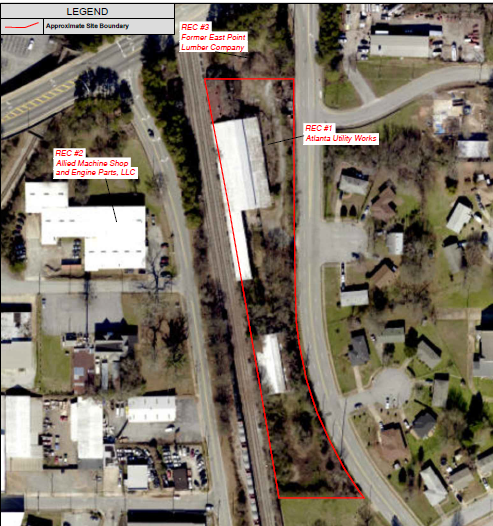 LEGEND
Approximate Site Boundary
REC #3
Former East Point
Lumber Company
REC #1
Atlanta Utility Works
REC #2
Allied Machine Shop
and Engine Parts, LLC